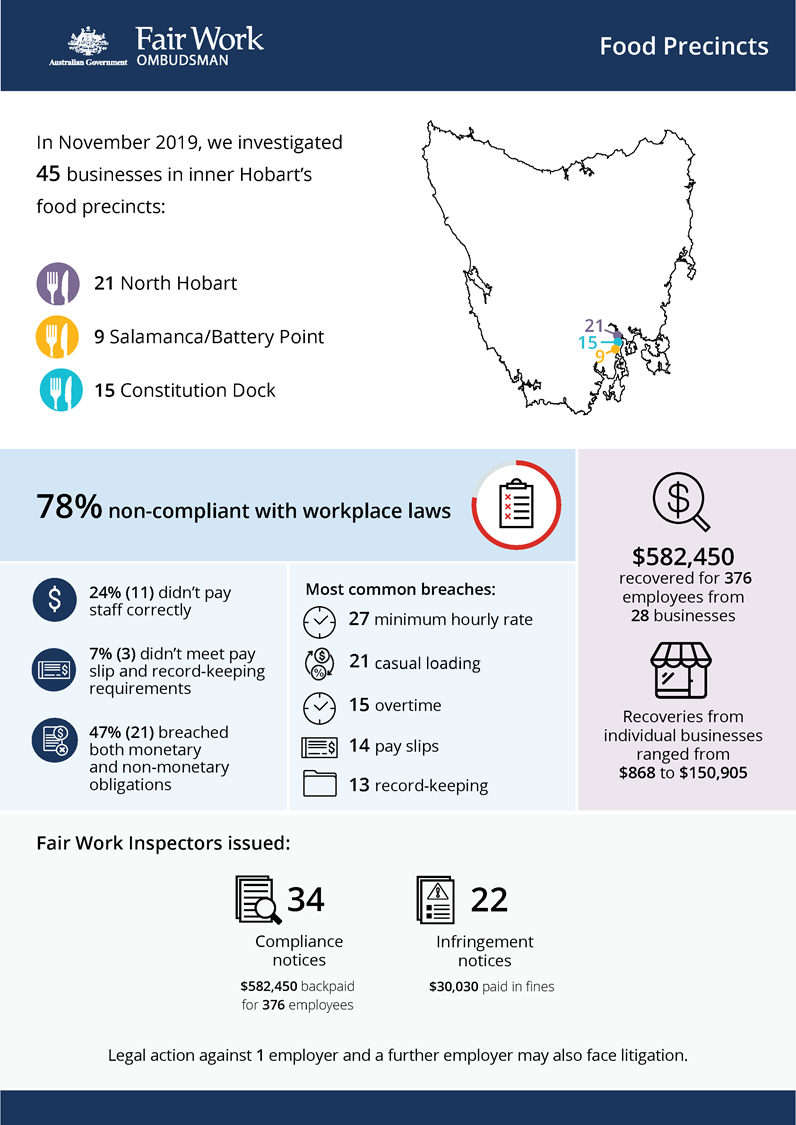 Australian Government
Fair Work
OMBUDSMAN
Food Precincts
In November 2019, we investigated
45 businesses in inner Hobart's
food precincts:
21 North Hobart
9 Salamanca/Battery Point
15 Constitution Dock
21
15
9
78% non-compliant with workplace laws
24% (11) didn't pay
staff correctly
7% (3) didn't meet pay
slip and record-keeping
requirements
47% (21) breached
both monetary
and non-monetary
obligations
Most common breaches:
27 minimum hourly rate
21 casual loading
15 overtime
14 pay slips
13 record-keeping
$582,450
recovered for 376
employees from
28 businesses
Recoveries from
individual businesses
ranged from
$868 to $150,905
Fair Work Inspectors issued:
34
Compliance
notices
$582,450 backpaid
for 376 employees
22
Infringement
notices
$30,030 paid in fines
Legal action against 1 employer and a further employer may also face litigation.